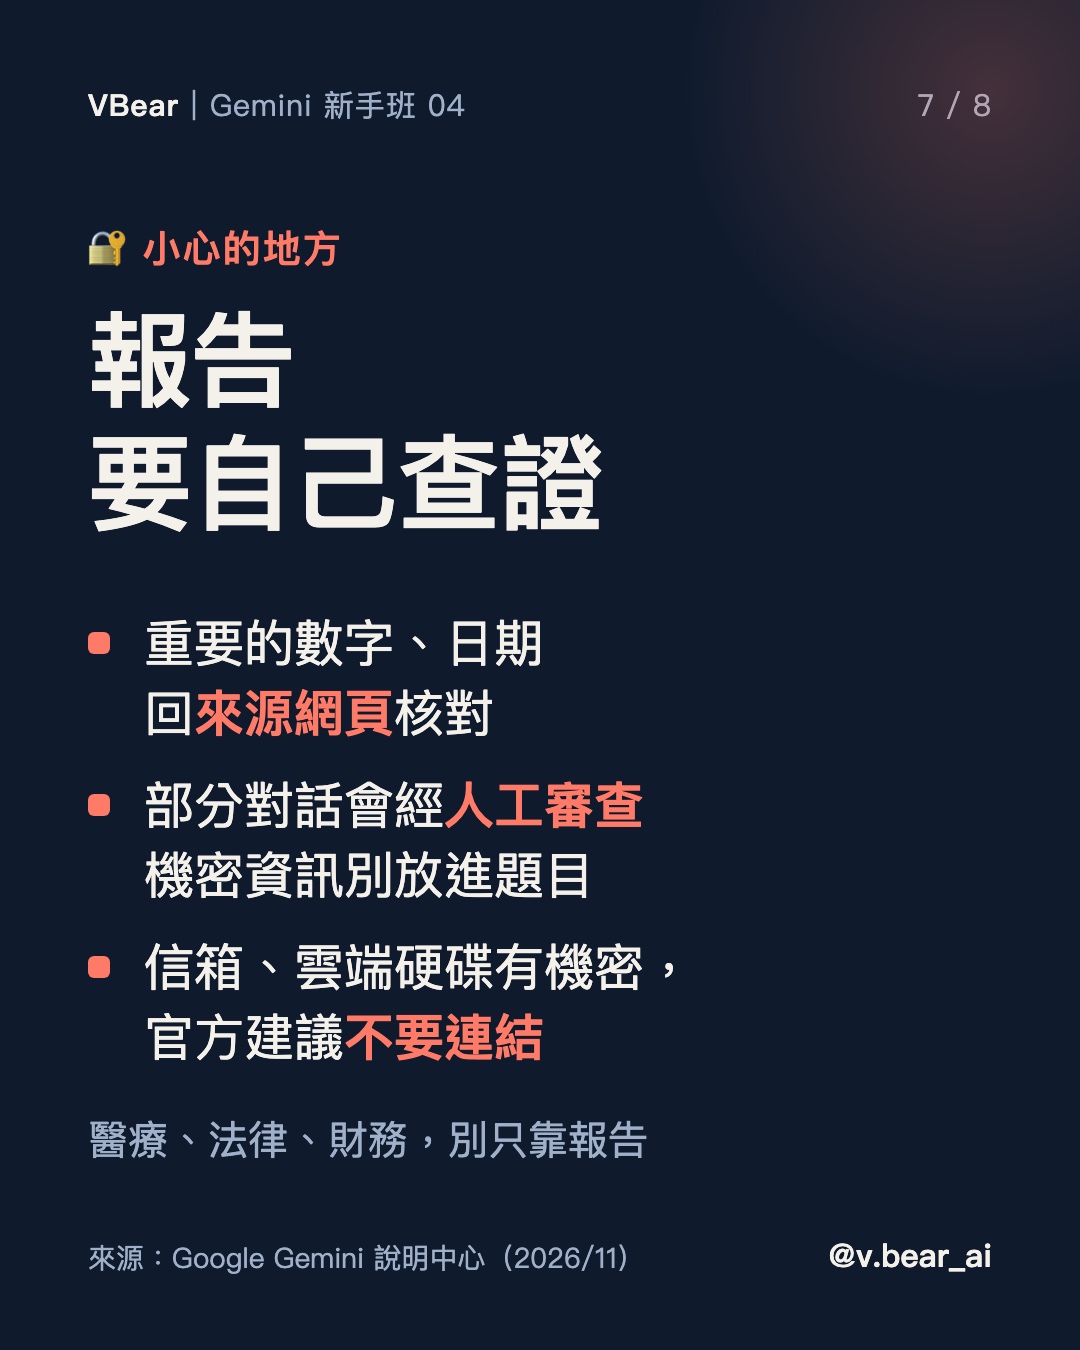 VBear | Gemini 新手班 04
7 / 8
🔐 小心的地方
報告
要自己查證
重要的數字、日期
回來源網頁核對
部分對話會經人工審查
機密資訊別放進題目
信箱、雲端硬碟有機密，
官方建議不要連結
醫療、法律、財務，別只靠報告
來源：Google Gemini 說明中心（2026/11）
@v.bear_ai